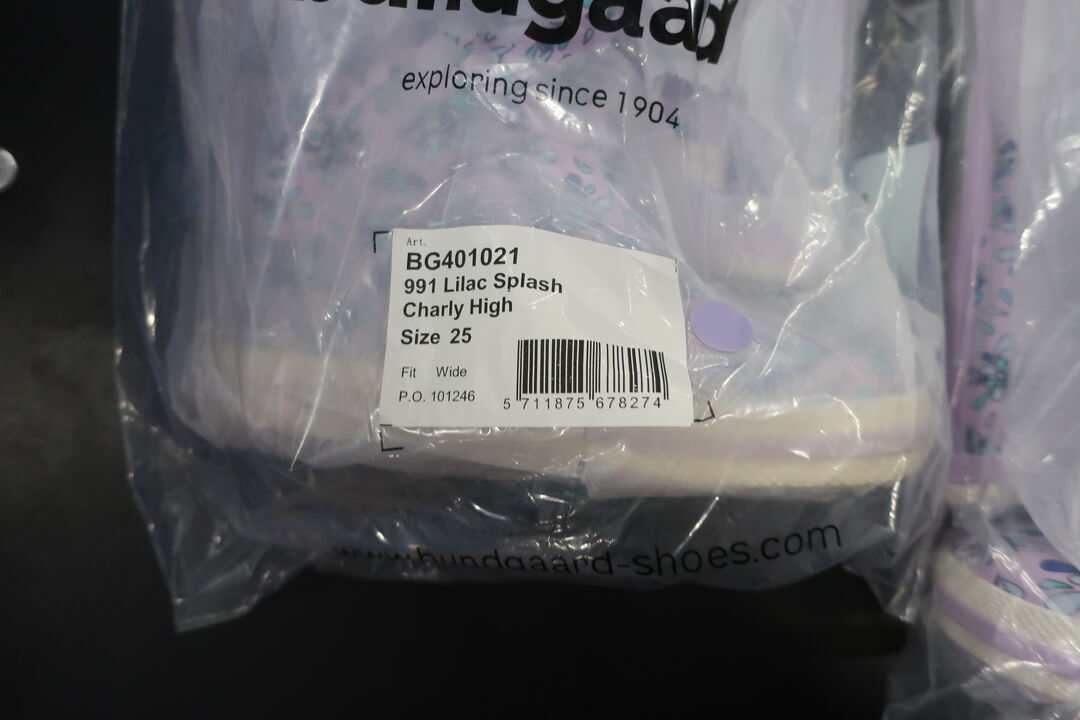 bundgaard
exploring since 1904
Art.
BG401021
991 Lilac Splash
Charly High
Size 25
Fit Wide
P.O. 101246
5 711875 678274
www.bundgaard-shoes.com